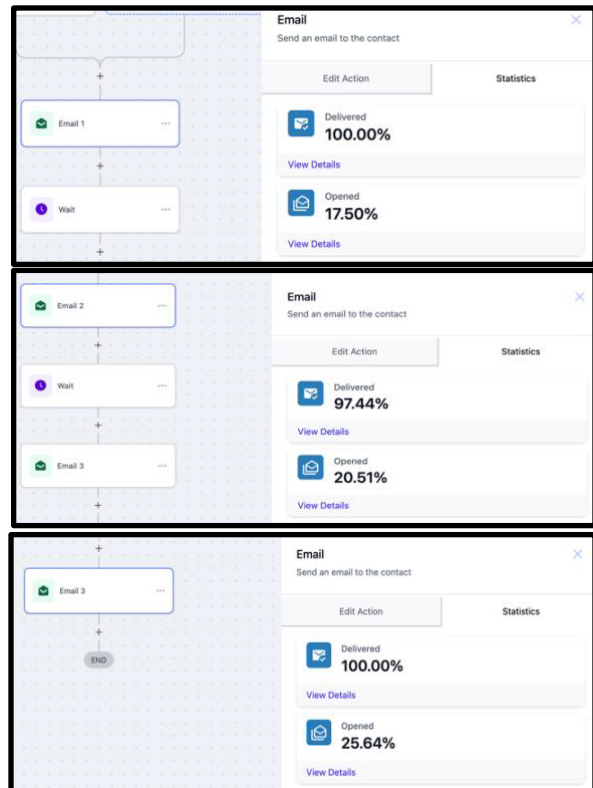 Email
Send an email to the contact
Edit Action
Statistics
Email 1
Delivered
100.00%
View Details
Wait
Opened
17.50%
View Details
Email 2
Email
Send an email to the contact
Edit Action
Statistics
Wait
Delivered
97.44%
View Details
Email 3
Opened
20.51%
View Details
Email
Send an email to the contact
Email 3
Edit Action
Statistics
END
Delivered
100.00%
View Details
Opened
25.64%
View Details